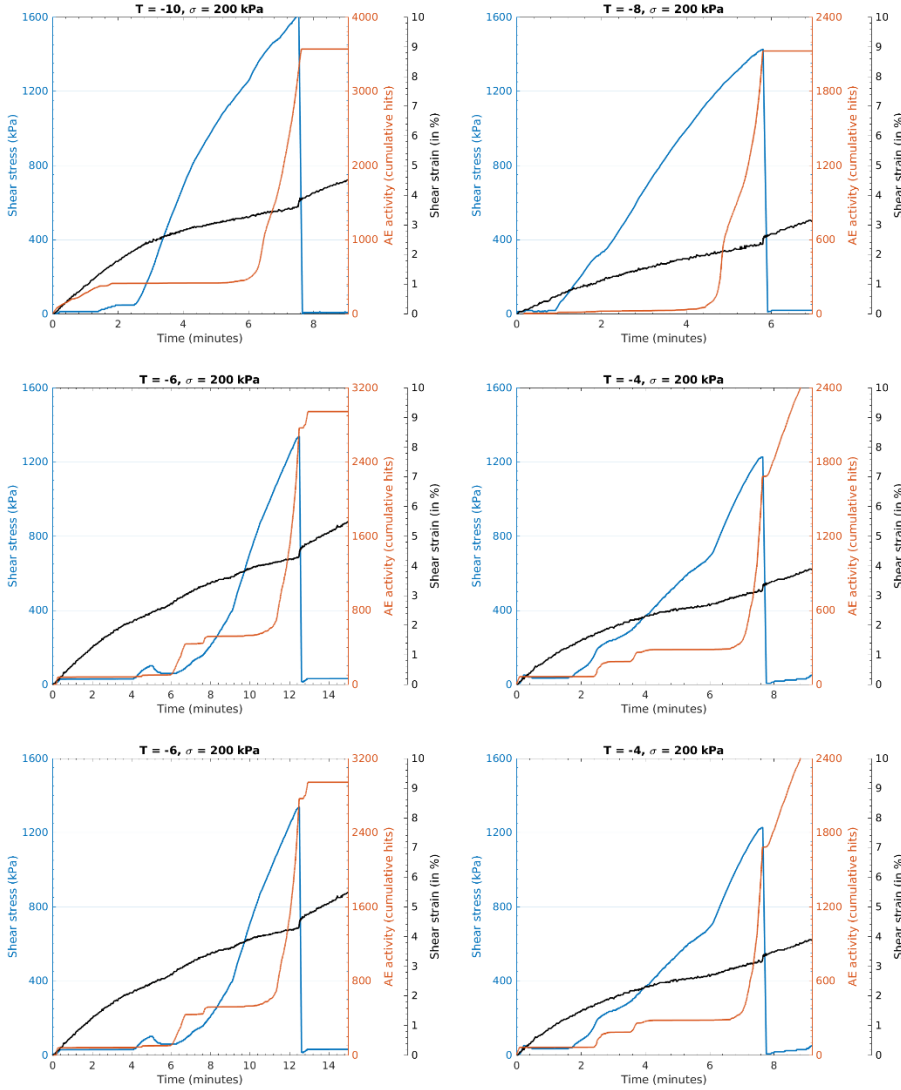 T = -10, σ = 200 kPa
1600 1200 800 400 0
Shear stress (kPa)
0 2 4 6 8
Time (minutes)
4000 3000 2000 1000 0
AE activity (cumulative hits)
10 9 8 7 6 5 4 3 2 1 0
Shear strain (in %)
T = -8, σ = 200 kPa
1600 1200 800 400 0
Shear stress (kPa)
0 2 4 6
Time (minutes)
2400 1800 1200 600 0
AE activity (cumulative hits)
10 9 8 7 6 5 4 3 2 1 0
Shear strain (in %)
T = -6, σ = 200 kPa
1600 1200 800 400 0
Shear stress (kPa)
0 2 4 6 8 10 12 14
Time (minutes)
3200 2400 1600 800 0
AE activity (cumulative hits)
10 9 8 7 6 5 4 3 2 1 0
Shear strain (in %)
T = -4, σ = 200 kPa
1600 1200 800 400 0
Shear stress (kPa)
0 2 4 6 8
Time (minutes)
2400 1800 1200 600 0
AE activity (cumulative hits)
10 9 8 7 6 5 4 3 2 1 0
Shear strain (in %)
T = -6, σ = 200 kPa
1600 1200 800 400 0
Shear stress (kPa)
0 2 4 6 8 10 12 14
Time (minutes)
3200 2400 1600 800 0
AE activity (cumulative hits)
10 9 8 7 6 5 4 3 2 1 0
Shear strain (in %)
T = -4, σ = 200 kPa
1600 1200 800 400 0
Shear stress (kPa)
0 2 4 6 8
Time (minutes)
2400 1800 1200 600 0
AE activity (cumulative hits)
10 9 8 7 6 5 4 3 2 1 0
Shear strain (in %)